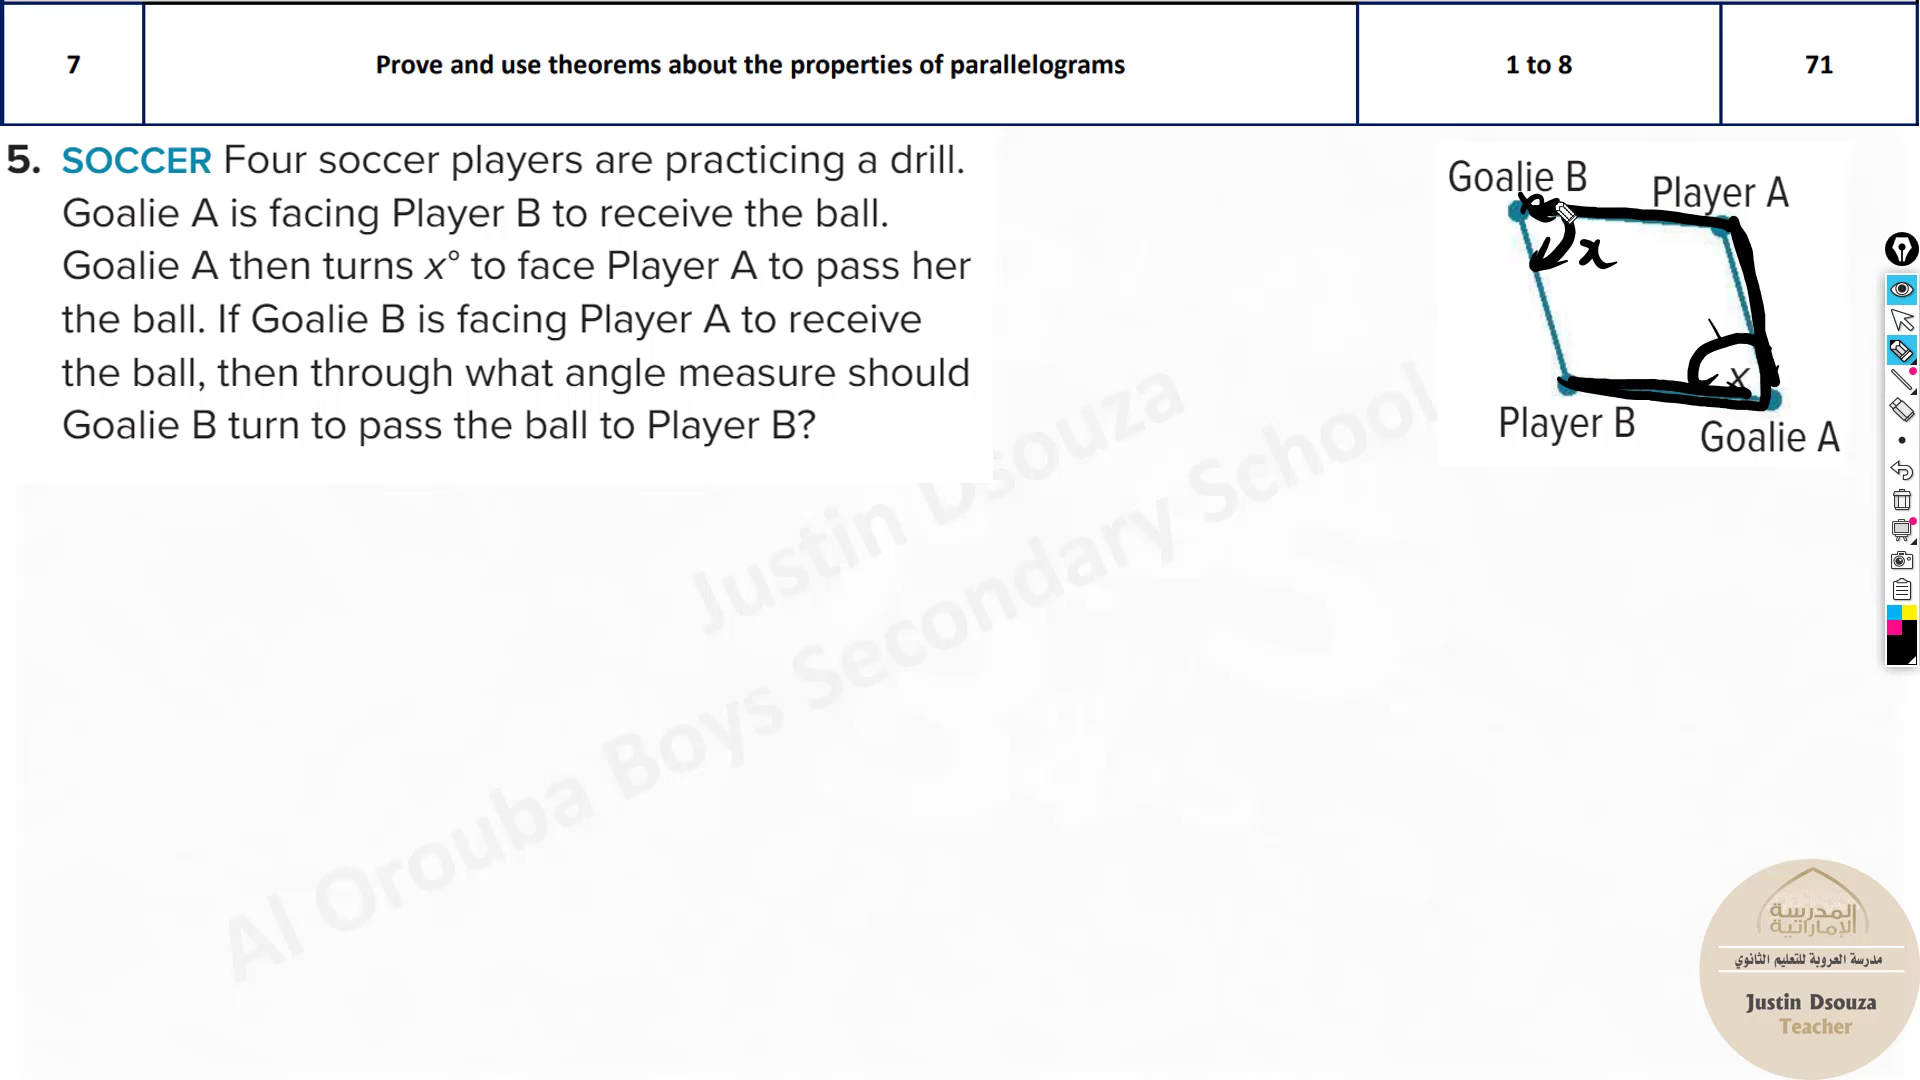 7
Prove and use theorems about the properties of parallelograms
1 to 8
71
5. SOCCER Four soccer players are practicing a drill.
Goalie A is facing Player B to receive the ball.
Goalie A then turns x° to face Player A to pass her
the ball. If Goalie B is facing Player A to receive
the ball, then through what angle measure should
Goalie B turn to pass the ball to Player B?
Goalie B
Player A
x
x
Player B
Goalie A
Justin Dsouza
Al Orouba Boys Secondary School
المدرسة
الإماراتية
مدرسة العروبة للتعليم الثانوي
Justin Dsouza
Teacher